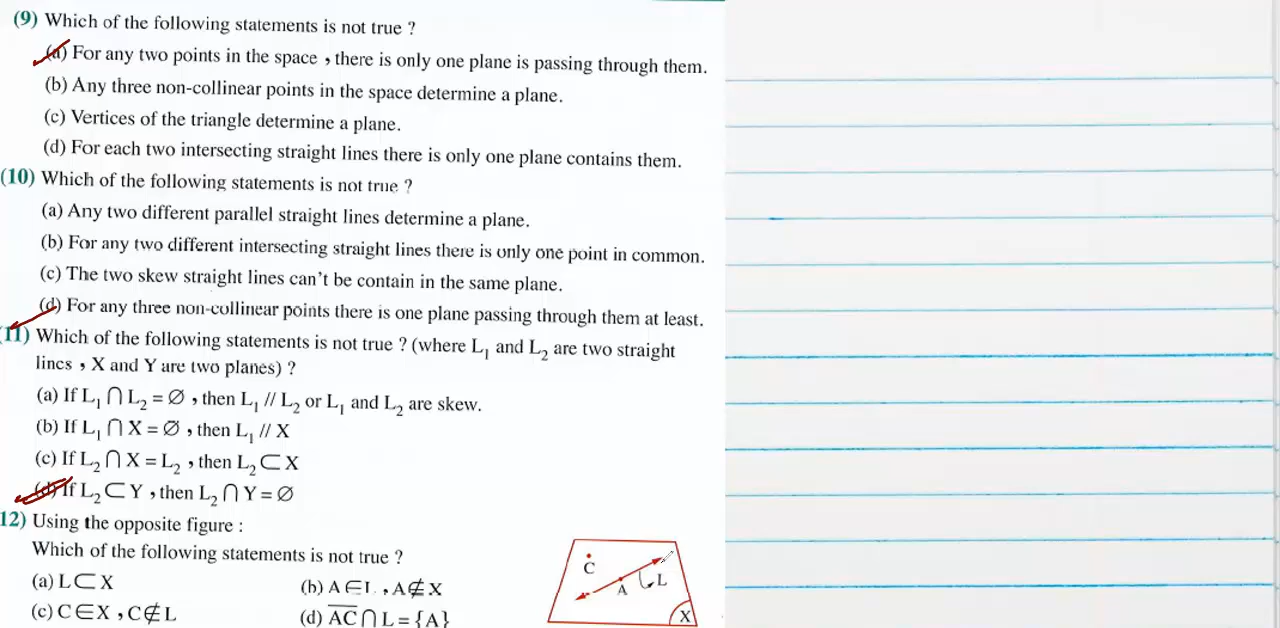 (9) Which of the following statements is not true ?
(a) For any two points in the space , there is only one plane is passing through them.
(b) Any three non-collinear points in the space determine a plane.
(c) Vertices of the triangle determine a plane.
(d) For each two intersecting straight lines there is only one plane contains them.
(10) Which of the following statements is not true ?
(a) Any two different parallel straight lines determine a plane.
(b) For any two different intersecting straight lines there is only one point in common.
(c) The two skew straight lines can't be contain in the same plane.
(d) For any three non-collinear points there is one plane passing through them at least.
(11) Which of the following statements is not true ? (where L₁ and L₂ are two straight
lines , X and Y are two planes) ?
(a) If L₁ ⋂ L₂ = ∅ , then L₁ // L₂ or L₁ and L₂ are skew.
(b) If L₁ ⋂ X = ∅ , then L₁ // X
(c) If L₂ ⋂ X = L₂ , then L₂ ⊂ X
(d) If L₂ ⊂ Y , then L₂ ⋂ Y = ∅
12) Using the opposite figure :
Which of the following statements is not true ?
(a) L ⊂ X
(b) A ∈ L , A ∉ X
(c) C ∈ X , C ∉ L
(d) A̅C̅ ⋂ L = {A}
C
A
L
X